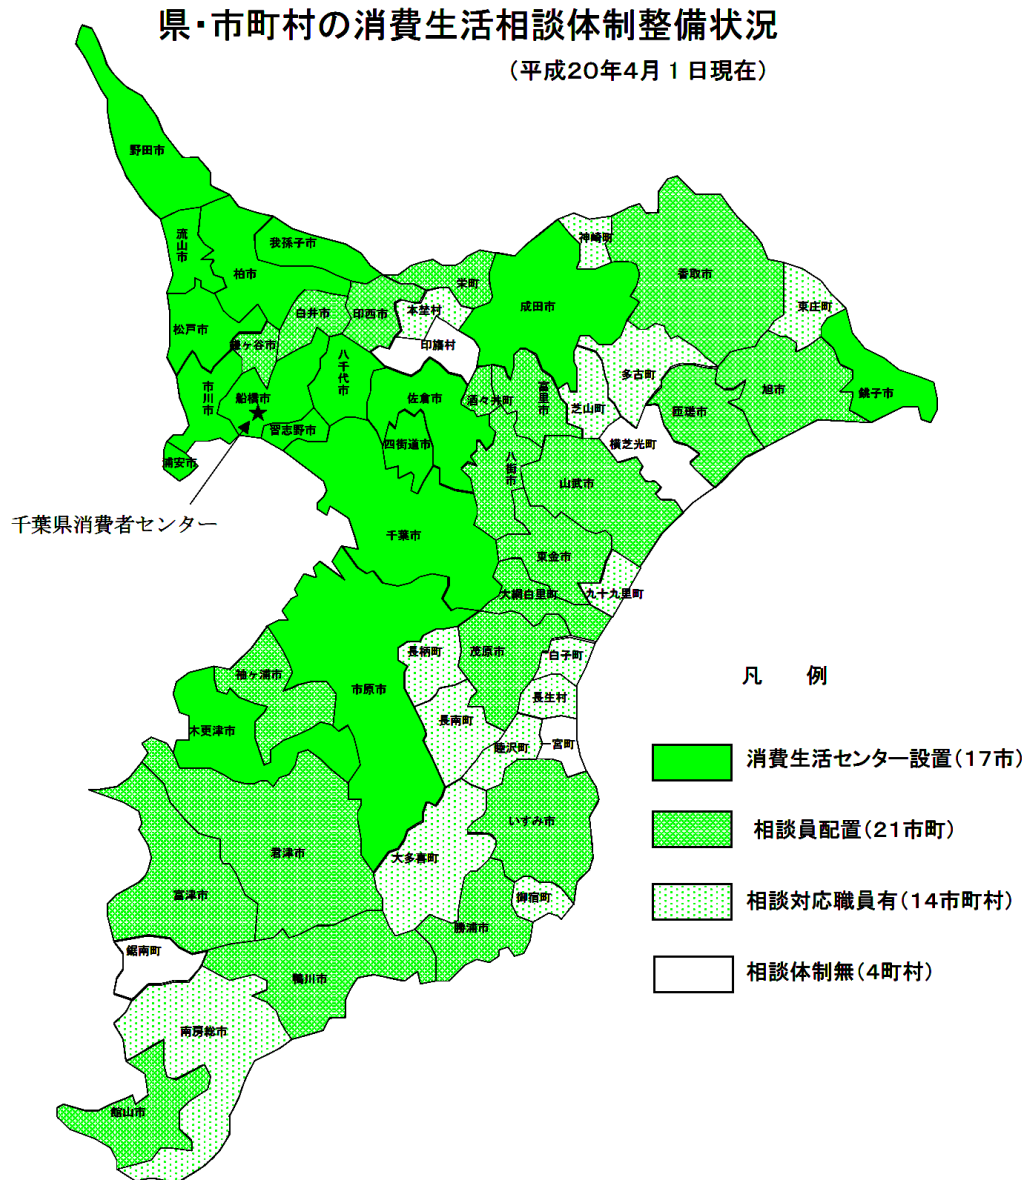 県・市町村の消費生活相談体制整備状況
（平成20年4月１日現在）
野田市
流山市
我孫子市
柏市
神崎町
香取市
栄町
成田市
東庄町
白井市
印西市
本埜村
松戸市
鎌ヶ谷市
印旛村
八千代市
多古町
旭市
銚子市
市川市
船橋市
佐倉市
酒々井町
富里市
芝山町
匝瑳市
習志野市
四街道市
横芝光町
浦安市
八街市
山武市
千葉県消費者センター
千葉市
東金市
大網白里町
九十九里町
長柄町
茂原市
白子町
袖ヶ浦市
市原市
長生村
木更津市
長南町
睦沢町
一宮町
いすみ市
君津市
大多喜町
富津市
御宿町
勝浦市
鋸南町
鴨川市
南房総市
館山市
凡　例
消費生活センター設置（17市）
相談員配置（21市町）
相談対応職員有（14市町村）
相談体制無（4町村）